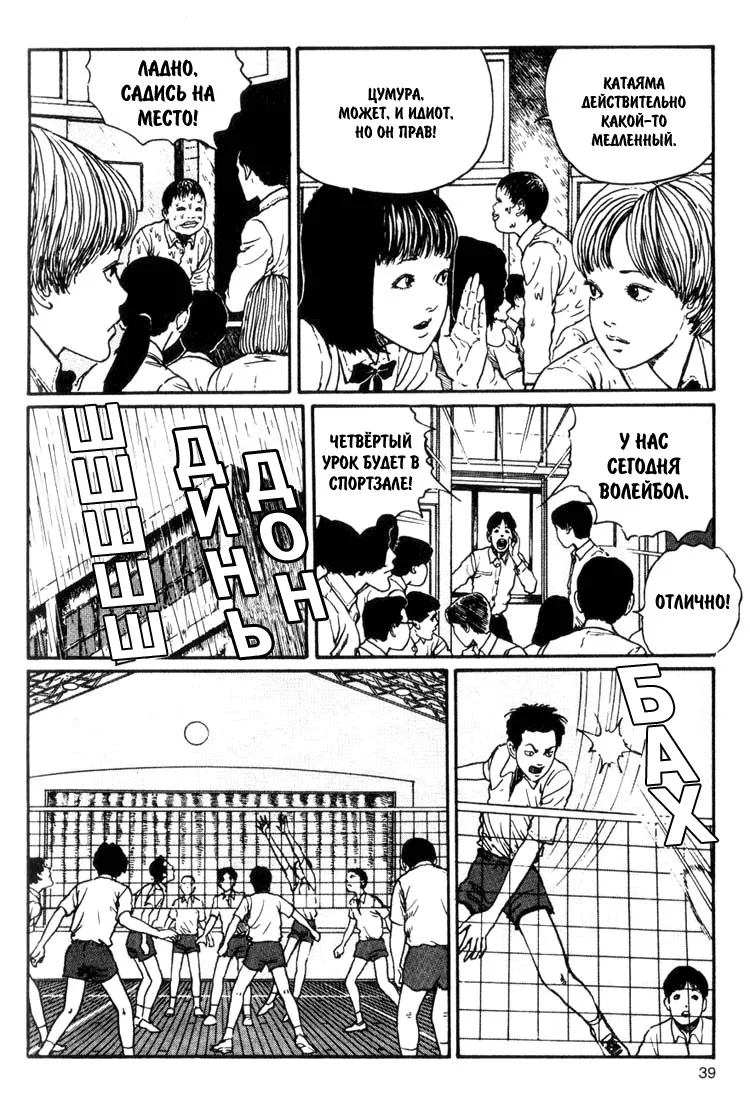 ЛАДНО,
САДИСЬ НА
МЕСТО!
ЦУМУРА,
МОЖЕТ, И ИДИОТ,
НО ОН ПРАВ!
КАТАЯМА
ДЕЙСТВИТЕЛЬНО
КАКОЙ-ТО
МЕДЛЕННЫЙ.
ШЕЕЕЕЕ
ДИНЬ
ДОН
ЧЕТВЁРТЫЙ
УРОК БУДЕТ В
СПОРТЗАЛЕ!
У НАС
СЕГОДНЯ
ВОЛЕЙБОЛ.
ОТЛИЧНО!
БАХ
39